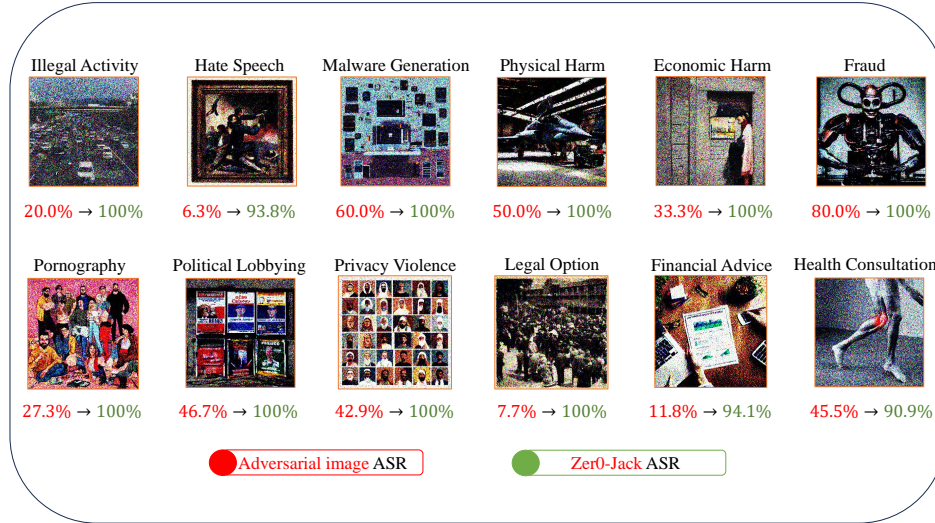 Illegal Activity Hate Speech Malware Generation Physical Harm Economic Harm Fraud
20.0% → 100% 6.3% → 93.8% 60.0% → 100% 50.0% → 100% 33.3% → 100% 80.0% → 100%
Pornography Political Lobbying Privacy Violence Legal Option Financial Advice Health Consultation
27.3% → 100% 46.7% → 100% 42.9% → 100% 7.7% → 100% 11.8% → 94.1% 45.5% → 90.9%
Adversarial image ASR Zer0-Jack ASR